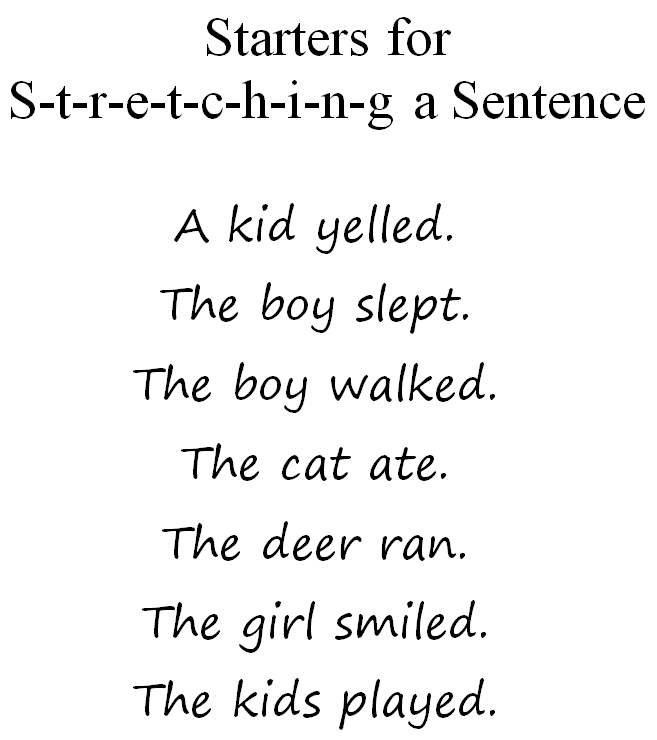 Starters for
S-t-r-e-t-c-h-i-n-g a Sentence
A kid yelled.
The boy slept.
The boy walked.
The cat ate.
The deer ran.
The girl smiled.
The kids played.